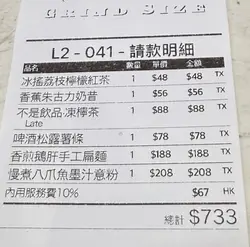 GRIND SIZE
L2 - 041 - 請款明細
品名 數量 單價 金額
冰搖荔枝檸檬紅茶 1 $48 $48 TX
香蕉朱古力奶昔 1 $56 $56 TX
不是飲品·凍檸茶 1 $88 $88 TX
Late
啤酒松露薯條 1 $78 $78 TX
香煎鵝肝手工扁麵 1 $188 $188 TX
慢煮八爪魚墨汁意粉 1 $208 $208 TX
內用服務費10% $67 HK
總計 $733